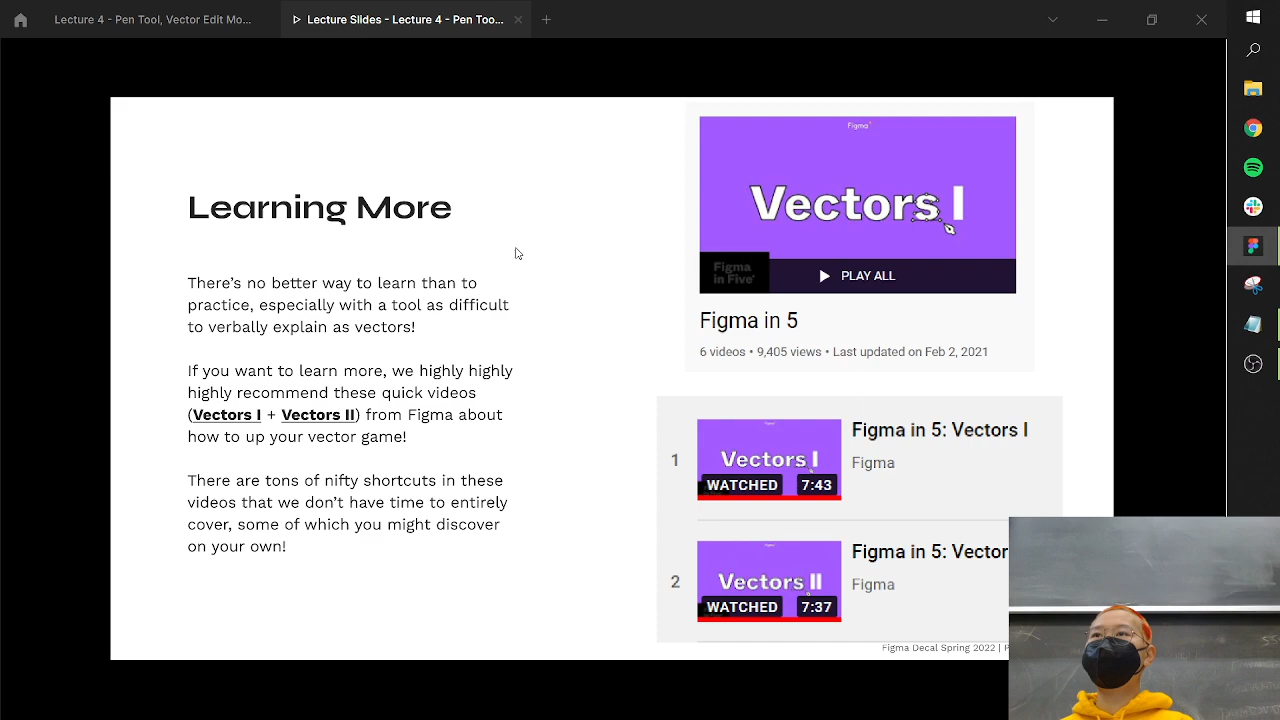 Lecture 4 - Pen Tool, Vector Edit Mo...
Lecture Slides - Lecture 4 - Pen Too...
Learning More
There's no better way to learn than to
practice, especially with a tool as difficult
to verbally explain as vectors!
If you want to learn more, we highly highly
highly recommend these quick videos
(Vectors I + Vectors II) from Figma about
how to up your vector game!
There are tons of nifty shortcuts in these
videos that we don't have time to entirely
cover, some of which you might discover
on your own!
Figma
Vectors I
Figma
in Five
PLAY ALL
Figma in 5
6 videos • 9,405 views • Last updated on Feb 2, 2021
1
Vectors I
WATCHED 7:43
Figma in 5: Vectors I
Figma
2
Vectors II
WATCHED 7:37
Figma in 5: Vector
Figma
Figma Decal Spring 2022 |